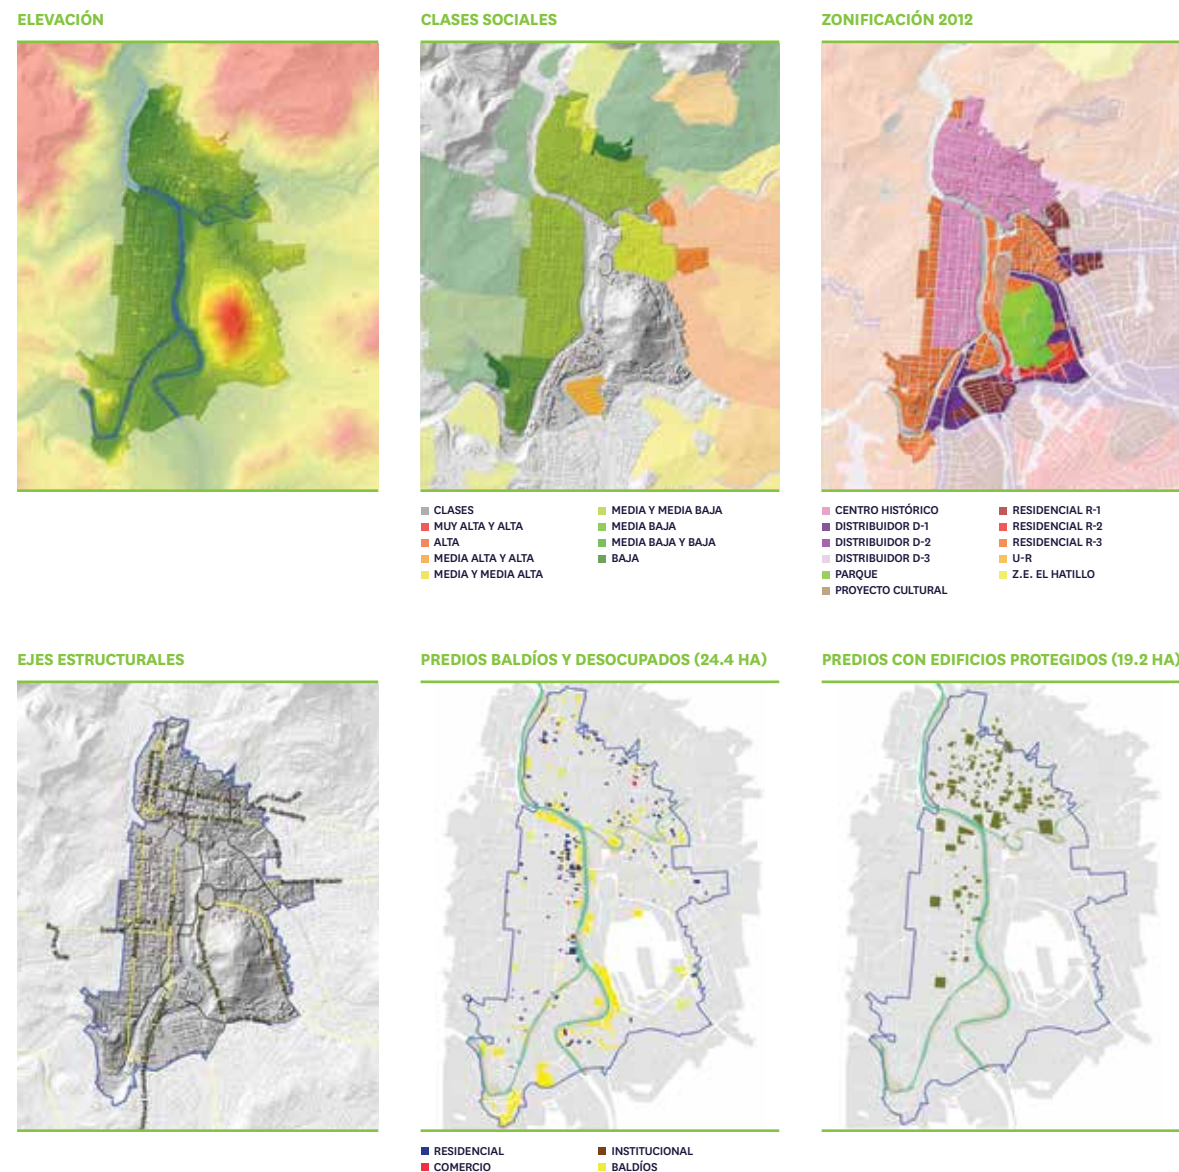 ELEVACIÓN
CLASES SOCIALES
ZONIFICACIÓN 2012
CLASES
MUY ALTA Y ALTA
ALTA
MEDIA ALTA Y ALTA
MEDIA Y MEDIA ALTA
MEDIA Y MEDIA BAJA
MEDIA BAJA
MEDIA BAJA Y BAJA
BAJA
CENTRO HISTÓRICO
DISTRIBUIDOR D-1
DISTRIBUIDOR D-2
DISTRIBUIDOR D-3
PARQUE
PROYECTO CULTURAL
RESIDENCIAL R-1
RESIDENCIAL R-2
RESIDENCIAL R-3
U-R
Z.E. EL HATILLO
EJES ESTRUCTURALES
PREDIOS BALDÍOS Y DESOCUPADOS (24.4 HA)
PREDIOS CON EDIFICIOS PROTEGIDOS (19.2 HA)
RESIDENCIAL
COMERCIO
INSTITUCIONAL
BALDÍOS